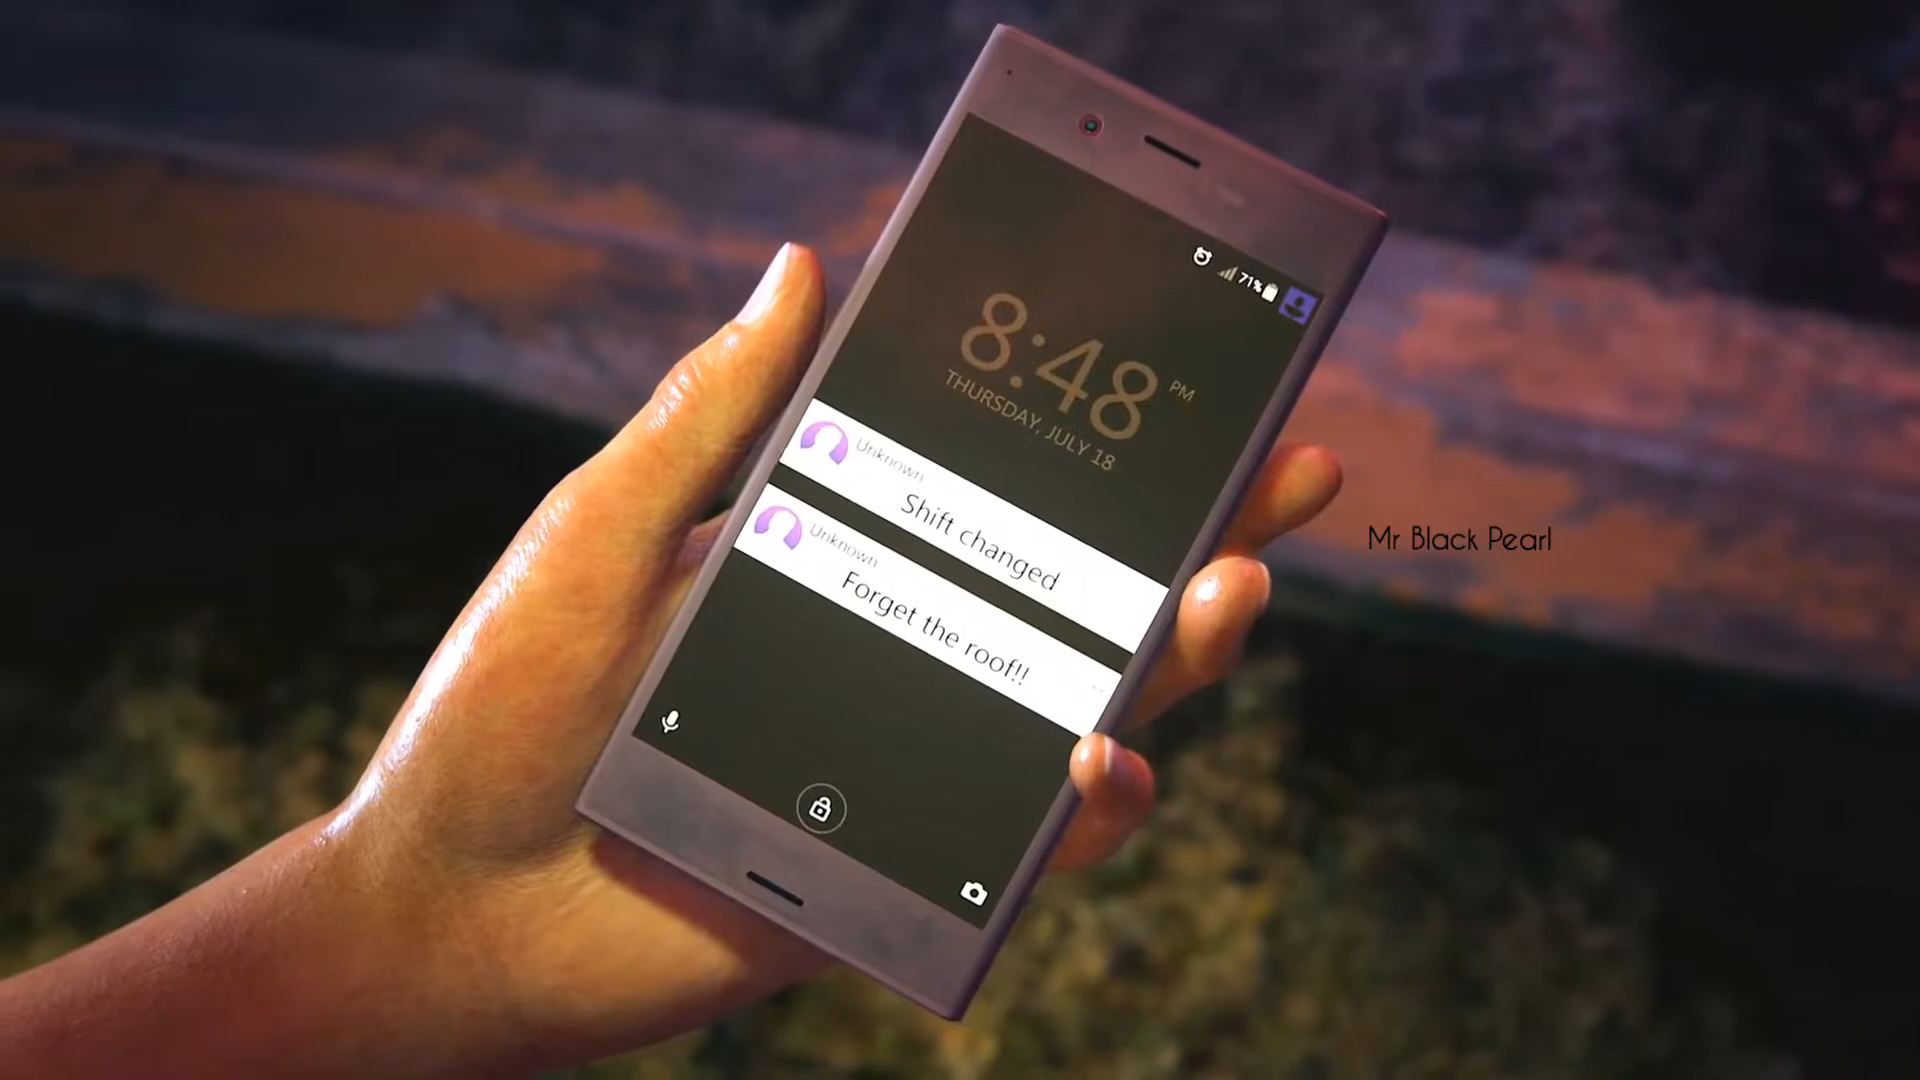 71%
8:48 PM
THURSDAY, JULY 18
Unknown
Shift changed
Unknown
Forget the roof!!
Mr Black Pearl